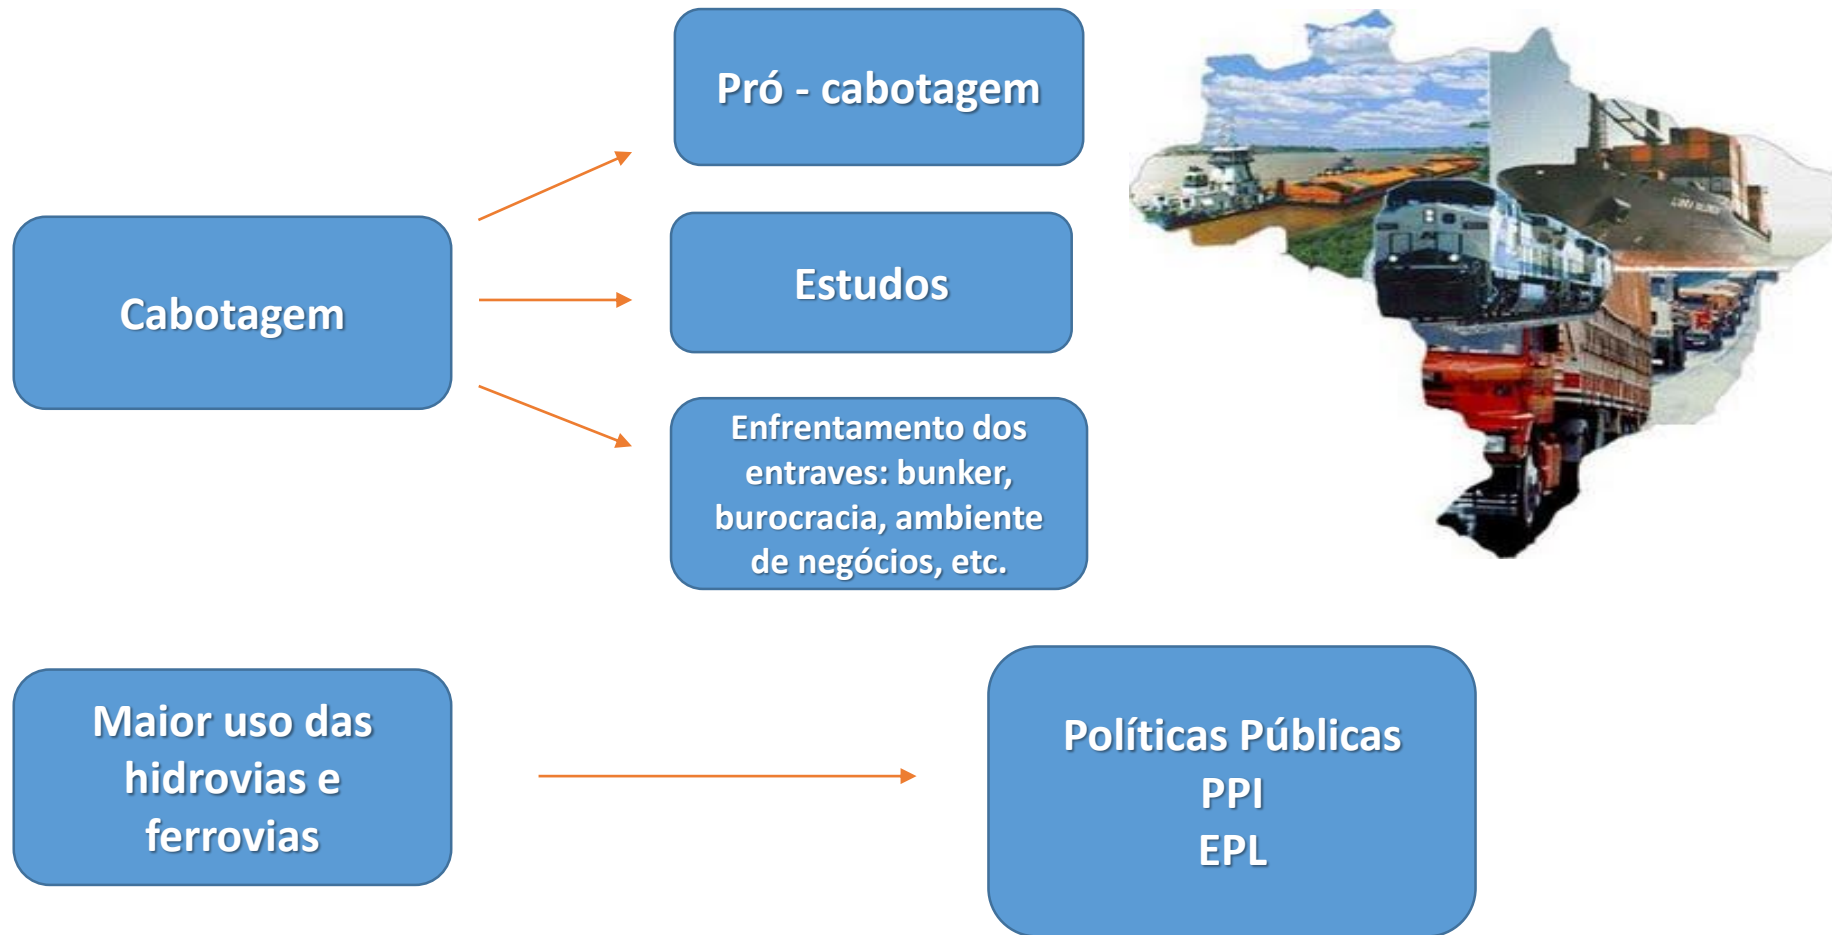 Pró - cabotagem
Cabotagem
Estudos
Enfrentamento dos
entraves: bunker,
burocracia, ambiente
de negócios, etc.
Maior uso das
hidrovias e
ferrovias
Políticas Públicas
PPI
EPL